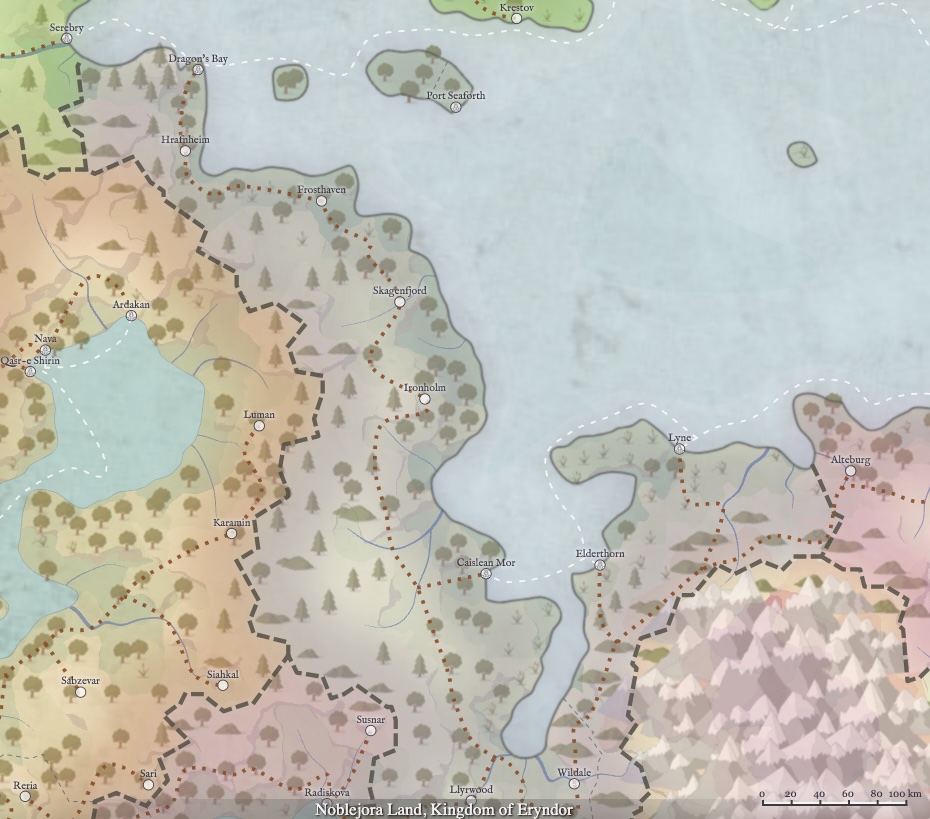 Krestov
Serebry
Dragon's Bay
Port Seaforth
Hrafnheim
Frosthaven
Skagenfjord
Ardakan
Nava
Qasr-e Shirin
Ironholm
Luman
Lyne
Alteburg
Karamin
Elderthorn
Caislean Mor
Siahkal
Sabzevar
Susnar
Sari
Wildale
Reria
Llyrwood
Radiskova
0 20 40 60 80 100 km
Noblejora Land, Kingdom of Eryndor